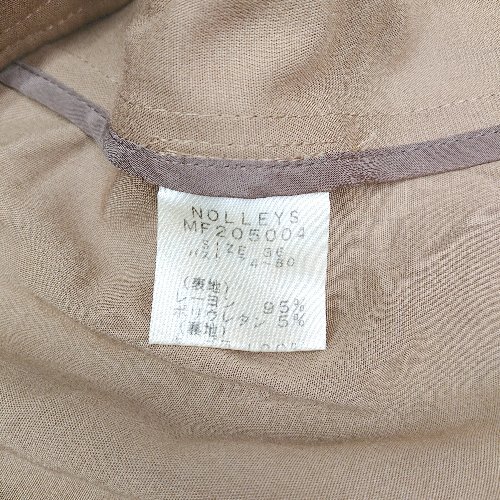 NOLLEYS
MF205004
SIZE 36
(表地)
レーヨン 95%
ポリウレタン 5%
(裏地)